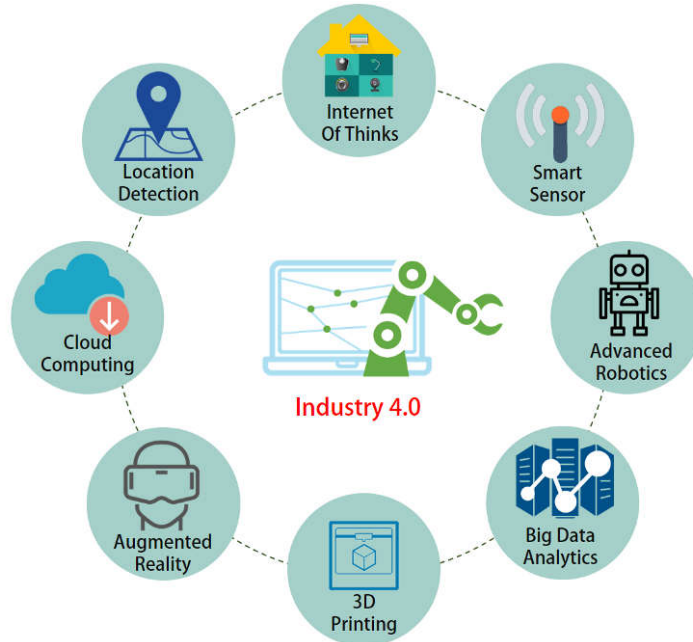 Internet
Of Thinks
Smart
Sensor
Advanced
Robotics
Big Data
Analytics
3D
Printing
Augmented
Reality
Cloud
Computing
Location
Detection
Industry 4.0